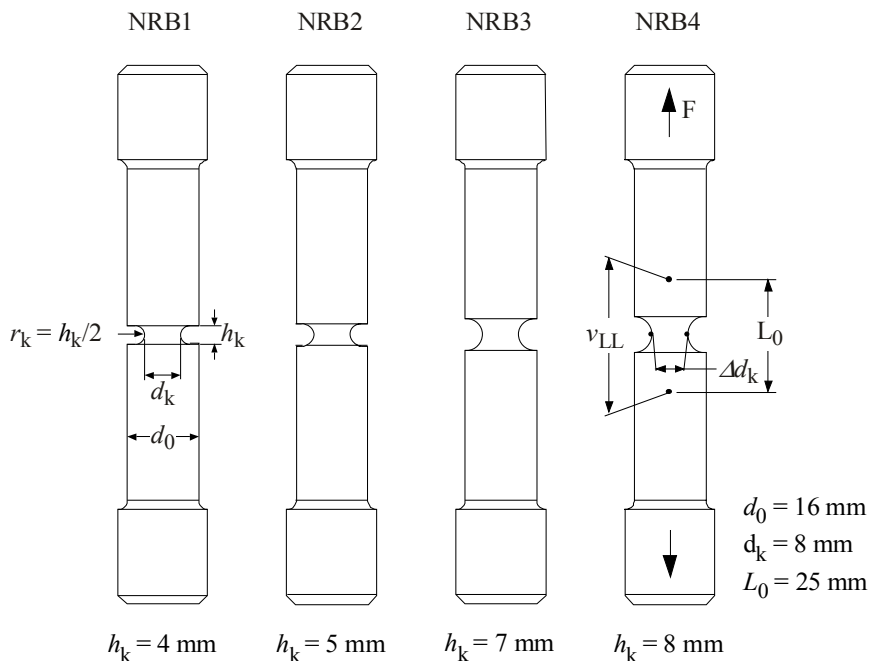 NRB1 NRB2 NRB3 NRB4
F
r_k = h_k/2 h_k
v_LL L_0
d_k Δd_k
d_0
d_0 = 16 mm
d_k = 8 mm
L_0 = 25 mm
h_k = 4 mm h_k = 5 mm h_k = 7 mm h_k = 8 mm